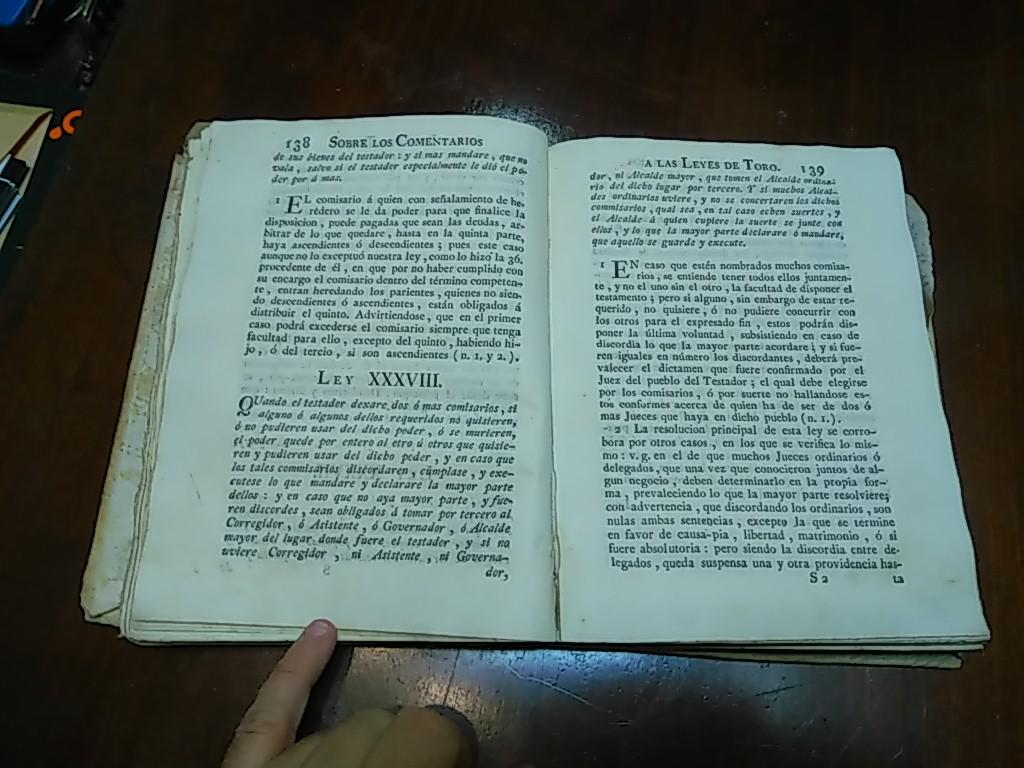 138 SOBRE LOS COMENTARIOS
de sus bienes del testador : y si mas mandare , que no
vala , salvo si el testador especialmente le dió el po-
der por á mas.
1 EL comisario á quien con señalamiento de he-
redero se le da poder para que finalice la
disposicion , puede pagadas que sean las deudas, ar-
bitrar de lo que quedare , hasta en la quinta parte,
haya ascendientes ó descendientes ; pues este caso
aunque no lo exceptuó nuestra ley , como lo hizo la 36.
procedente de él , en que por no haber cumplido con
su encargo el comisario dentro del término competen-
te , entran heredando los parientes , quienes no sien-
do descendientes ó ascendientes , están obligados á
distribuir el quinto. Advirtiendose, que en el primer
caso podrá excederse el comisario siempre que tenga
facultad para ello , excepto del quinto , habiendo hi-
jo , ó del tercio , si son ascendientes ( n. 1, y 2. ).
LEY XXXVIII.
QUando el testador dexare dos ó mas comisarios, si
alguno ó algunos dellos requeridos no quisieren,
ó no pudieren usar del dicho poder , ó se murieren,
el poder quede por entero al otro ú otros que quisie-
ren y pudieren usar del dicho poder , y en caso que
los tales commisarios discordaren , cúmplase , y exe-
cutese lo que mandare y declarare la mayor parte
dellos : y en caso que no aya mayor parte , y fue-
ren discordes , sean obligados á tomar por tercero al
Corregidor , ó Asistente , ó Governador , ó Alcalde
mayor del lugar donde fuere el testador , y si no
uviere Corregidor , ni Asistente , ni Governa-
dor,
A LAS LEYES DE TORO. 139
dor, ni Alcalde mayor , que tomen el Alcalde ordina-
rio del dicho lugar por tercero. Y si muchos Alcal-
des ordinarios uviere , y no se concertaren los dichos
commisarios , qual sea , en tal caso echen suertes , y
el Alcalde á quien cupiere la suerte se junte con
ellos , y lo que la mayor parte declarare ó mandare,
que aquello se guarde y execute.
1 EN caso que estén nombrados muchos comisa-
rios , se entiende tener todos ellos juntamen-
te , y no el uno sin el otro , la facultad de disponer el
testamento ; pero si alguno , sin embargo de estar re-
querido , no quisiere , ó no pudiere concurrir con
los otros para el expresado fin , estos podrán dis-
poner la última voluntad , subsistiendo en caso de
discordia lo que la mayor parte acordare ; y si fue-
ren iguales en número los discordantes , deberá pre-
valecer el dictamen que fuere confirmado por el
Juez del pueblo del Testador ; el qual debe elegirse
por los comisarios , ó por suerte no hallandose es-
tos conformes acerca de quien ha de ser de dos ó
mas Jueces que haya en dicho pueblo ( n. 1. ).
2 La resolucion principal de esta ley se corro-
bora por otros casos , en los que se verifica lo mis-
mo : v. g. en el de que muchos Jueces ordinarios ó
delegados , que una vez que conocieron juntos de al-
gun negocio , deben determinarlo en la propia for-
ma , prevaleciendo lo que la mayor parte resolviere;
con advertencia , que discordando los ordinarios , son
nulas ambas sentencias , excepto la que se termine
en favor de causa pia , libertad , matrimonio , ó si
fuere absolutoria : pero siendo la discordia entre de-
legados , queda suspensa una y otra providencia has-
S 2 ta